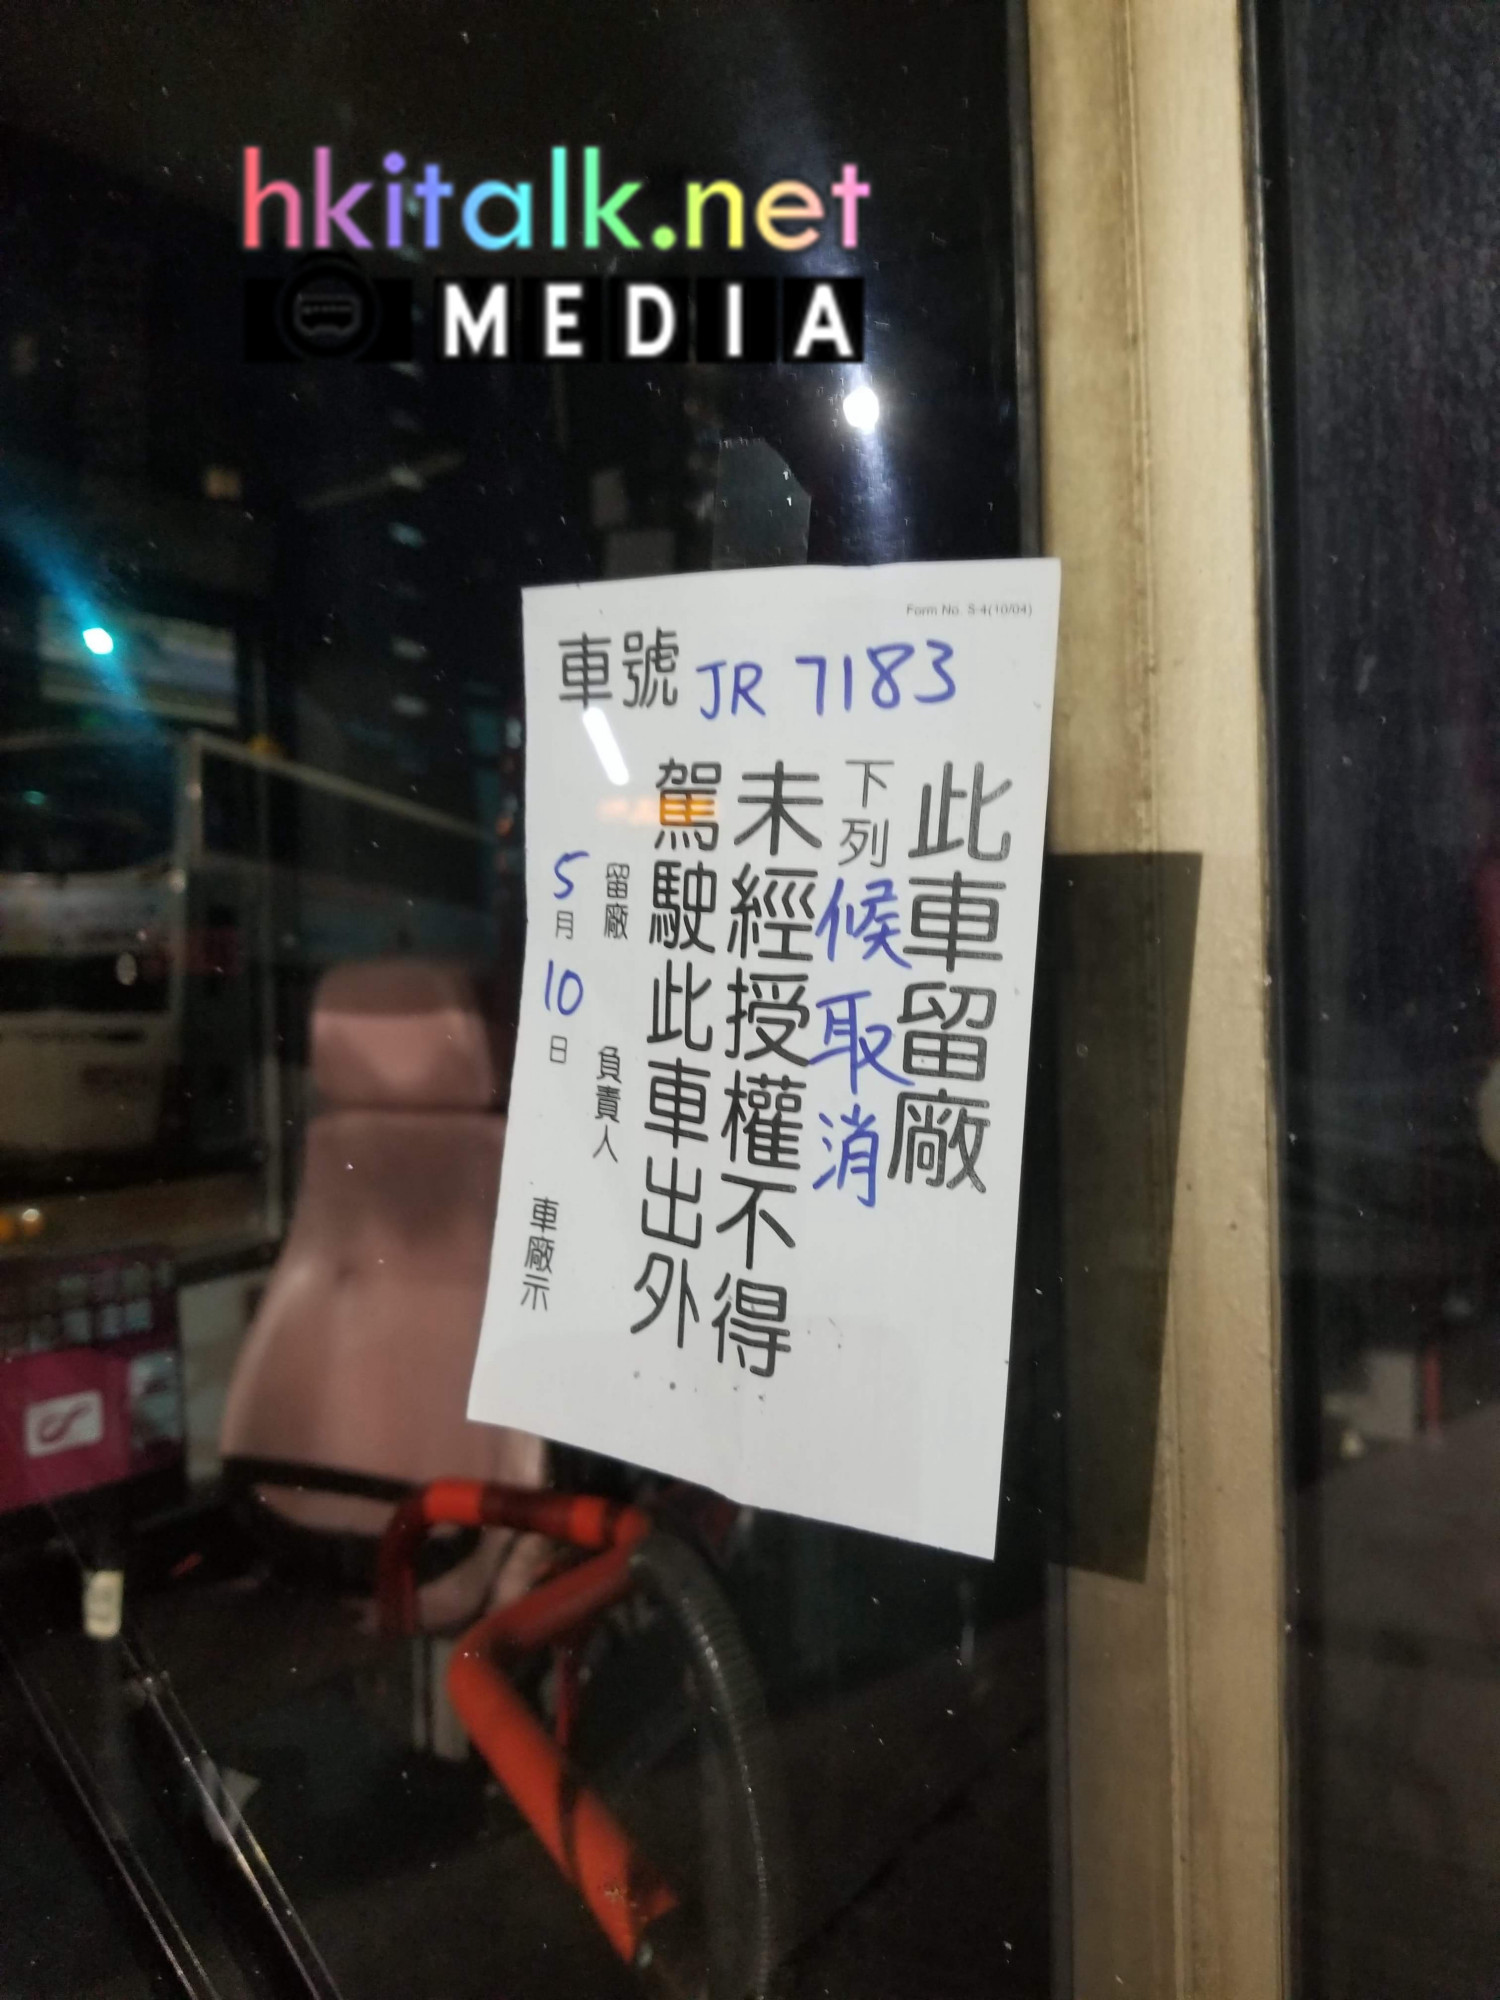 hkitalk.net
MEDIA
Form No. S-4(10/04)
車號 JR 7183
此車留廠
下列候取消
未經授權不得
駕駛此車出外
留廠 負責人
5月10日 車廠示